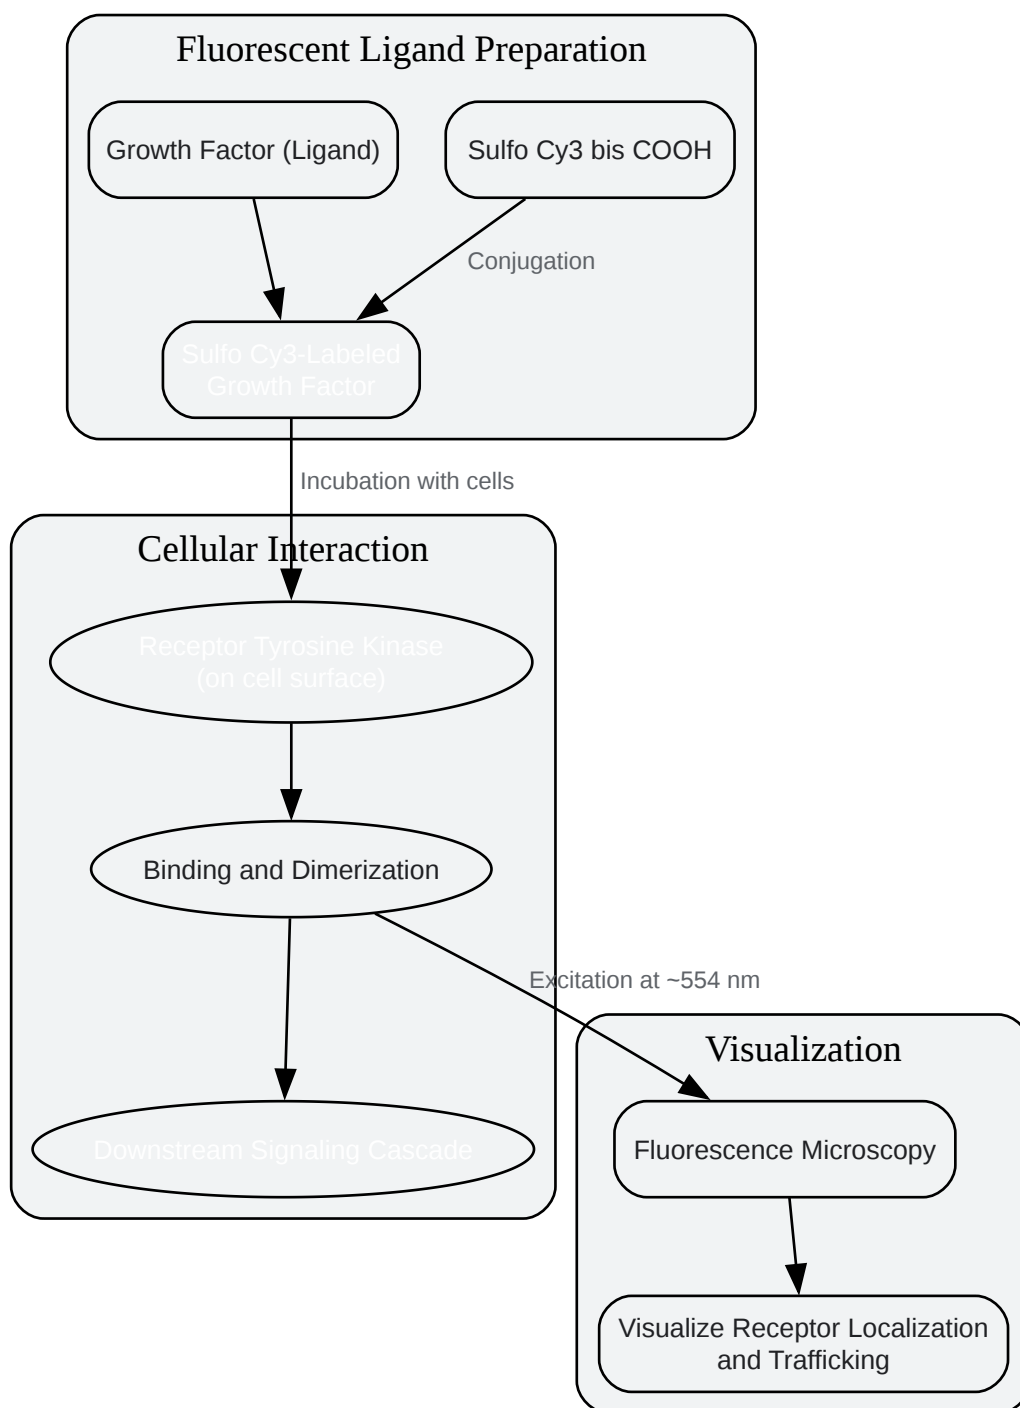 Fluorescent Ligand Preparation
Growth Factor (Ligand)
Sulfo Cy3 bis COOH
Conjugation
Sulfo Cy3-Labeled
Growth Factor
Incubation with cells
Cellular Interaction
Receptor Tyrosine Kinase
(on cell surface)
Binding and Dimerization
Excitation at ~554 nm
Downstream Signaling Cascade
Visualization
Fluorescence Microscopy
Visualize Receptor Localization
and Trafficking